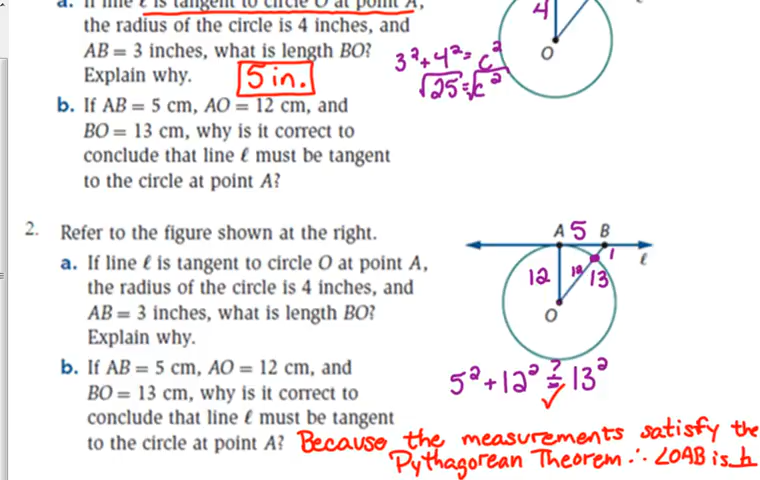 a. If line ℓ is tangent to circle O at point A,
the radius of the circle is 4 inches, and
AB = 3 inches, what is length BO?
Explain why.
5 in.
4
O
3² + 4² = c²
√25 = √c²
b. If AB = 5 cm, AO = 12 cm, and
BO = 13 cm, why is it correct to
conclude that line ℓ must be tangent
to the circle at point A?
2. Refer to the figure shown at the right.
a. If line ℓ is tangent to circle O at point A,
the radius of the circle is 4 inches, and
AB = 3 inches, what is length BO?
Explain why.
A 5 B
1
ℓ
12 12 13
O
b. If AB = 5 cm, AO = 12 cm, and
BO = 13 cm, why is it correct to
conclude that line ℓ must be tangent
to the circle at point A?
5² + 12² ≟ 13²
✓
Because the measurements satisfy the
Pythagorean Theorem ∴ ∠OAB is